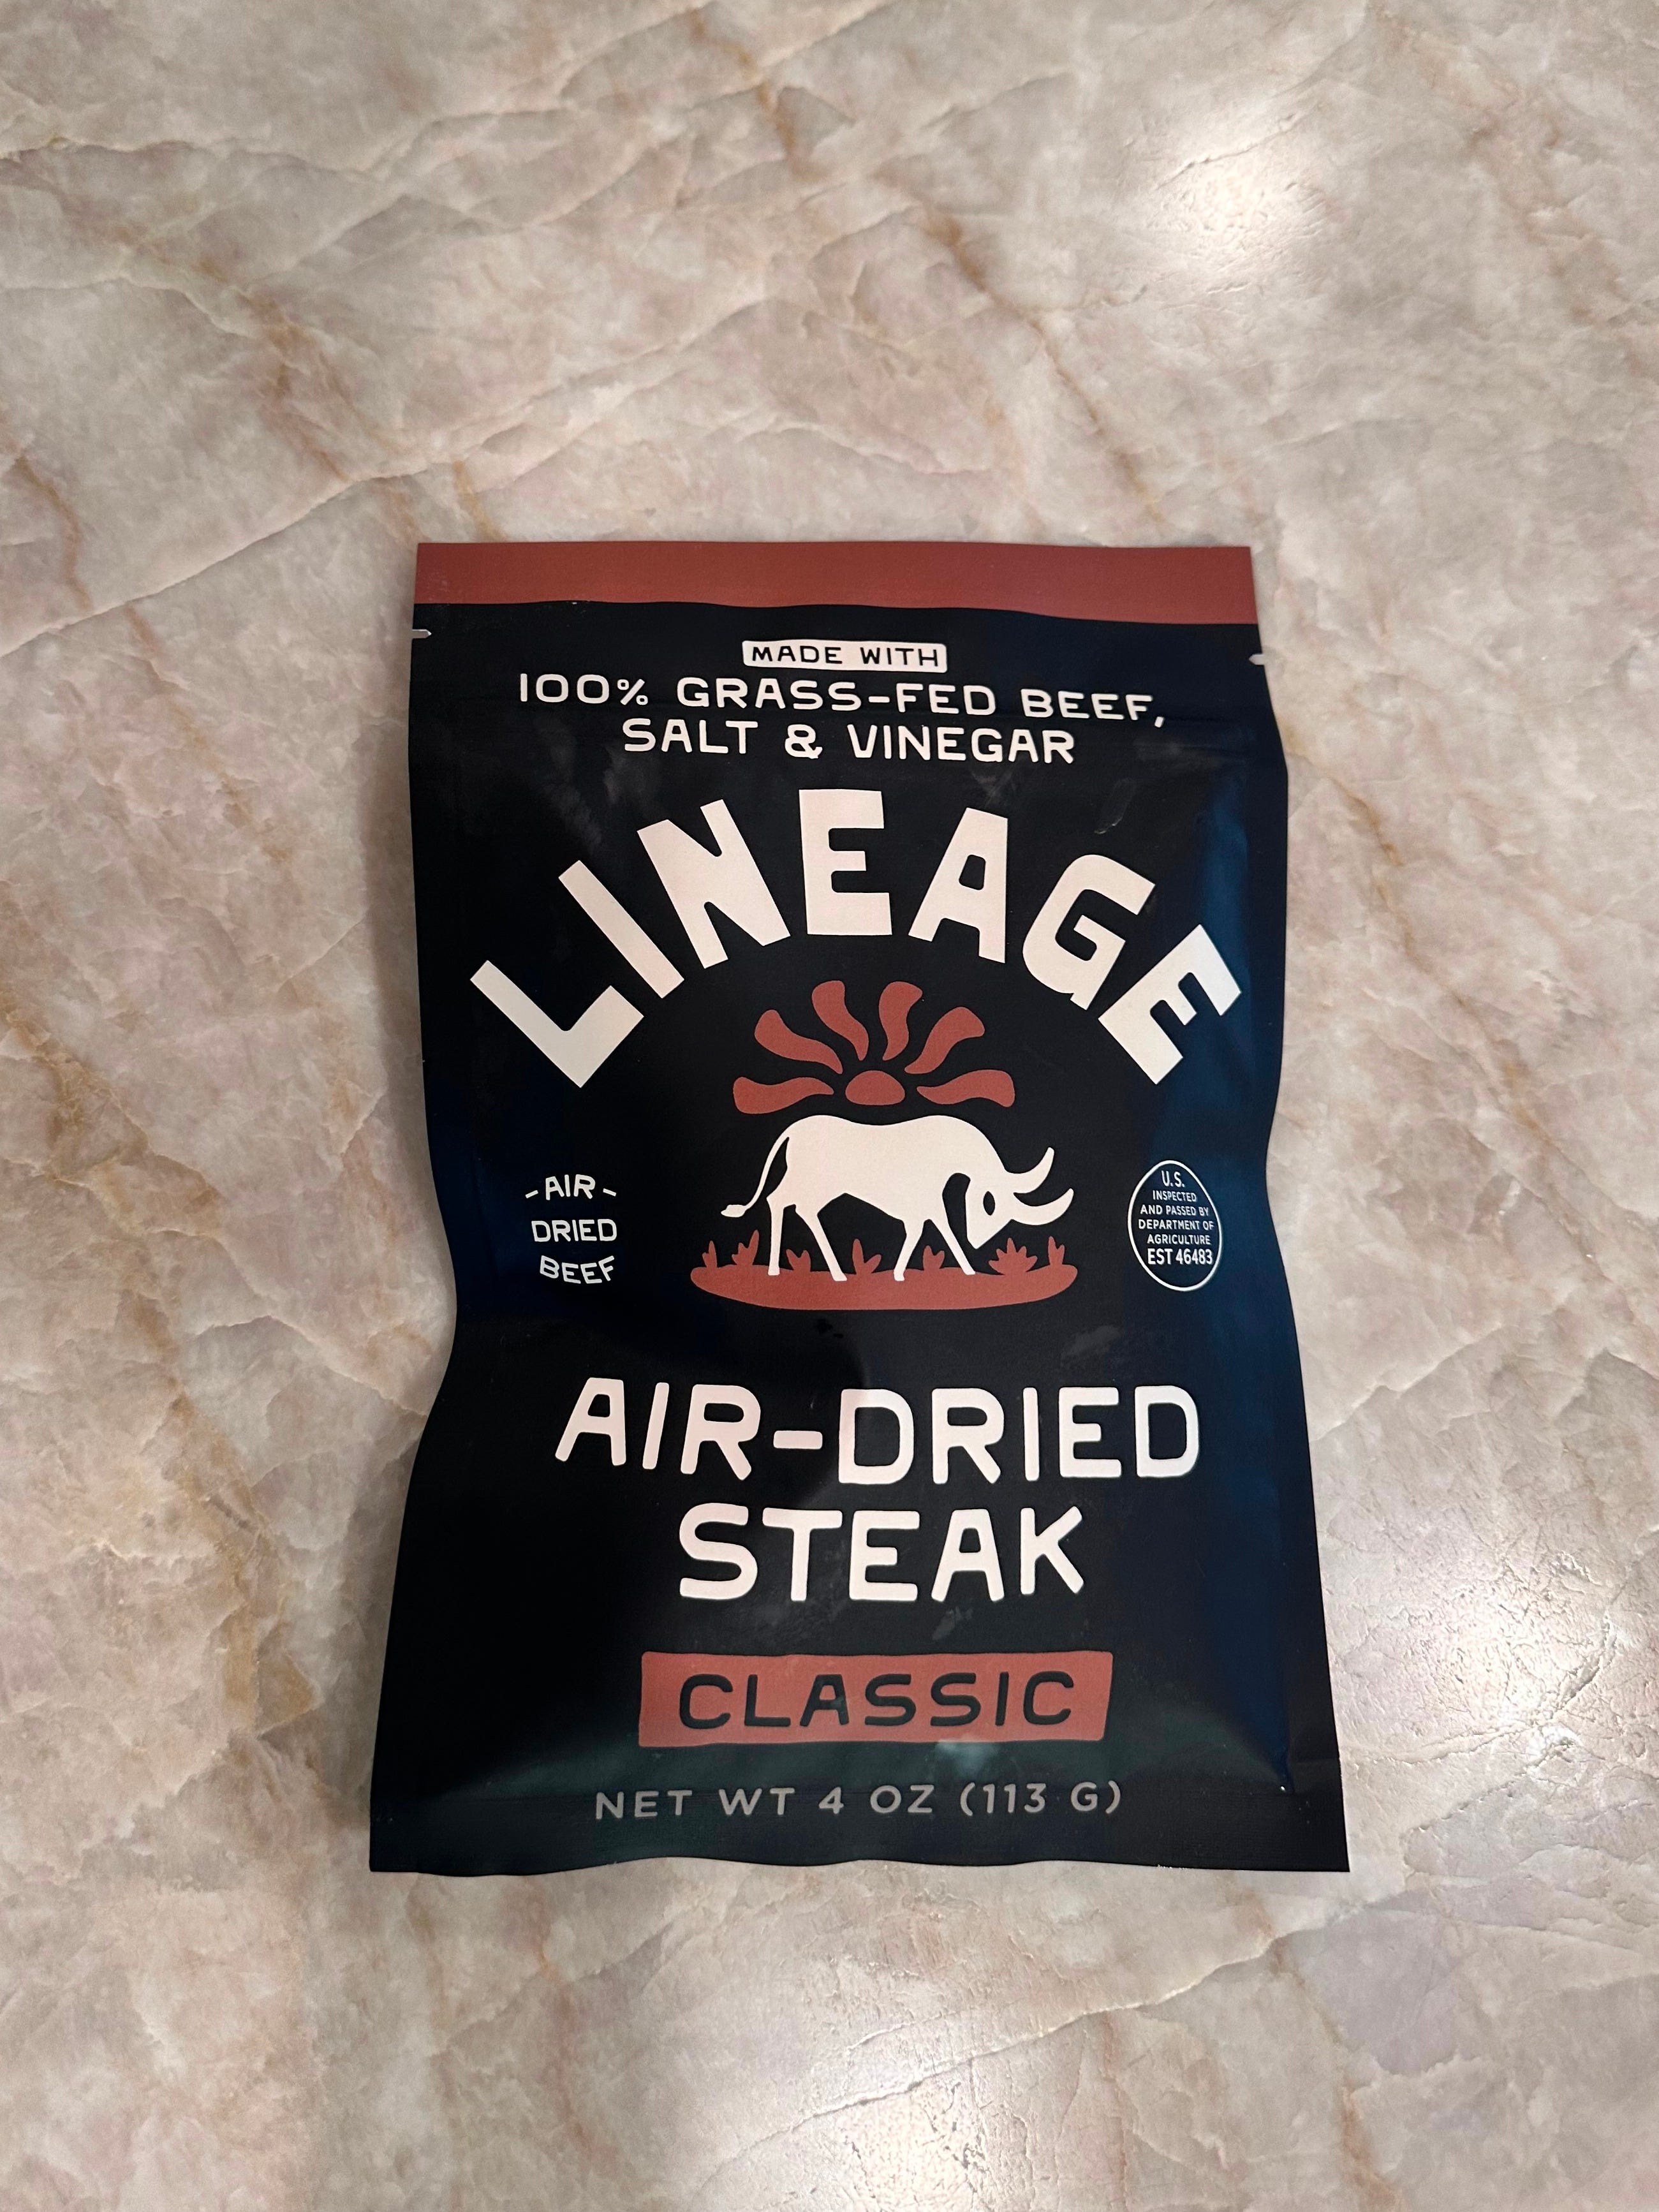 MADE WITH
100% GRASS-FED BEEF,
SALT & VINEGAR
LINEAGE
-AIR-
DRIED
BEEF
U.S.
INSPECTED
AND PASSED BY
DEPARTMENT OF
AGRICULTURE
EST 46483
AIR-DRIED
STEAK
CLASSIC
NET WT 4 OZ (113 G)